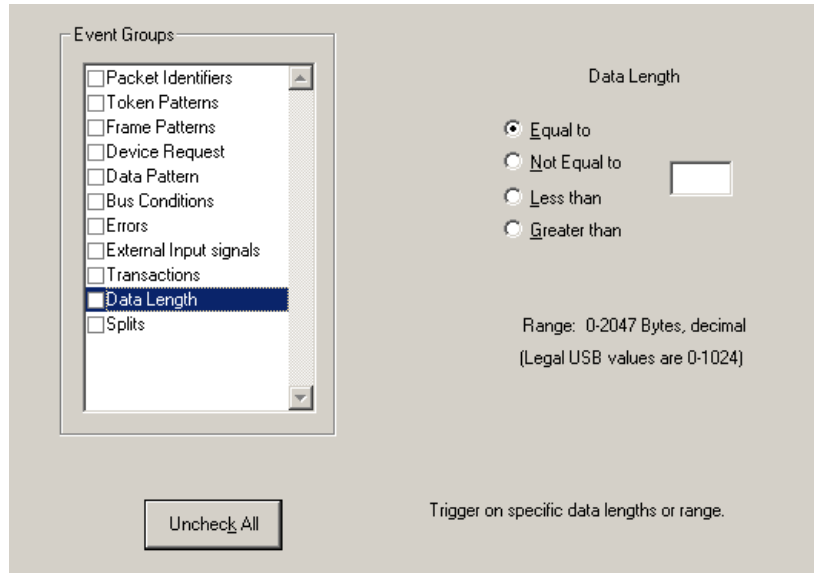 Event Groups
Packet Identifiers
Token Patterns
Frame Patterns
Device Request
Data Pattern
Bus Conditions
Errors
External Input signals
Transactions
Data Length
Splits
Uncheck All
Data Length
Equal to
Not Equal to
Less than
Greater than
Range: 0-2047 Bytes, decimal
(Legal USB values are 0-1024)
Trigger on specific data lengths or range.